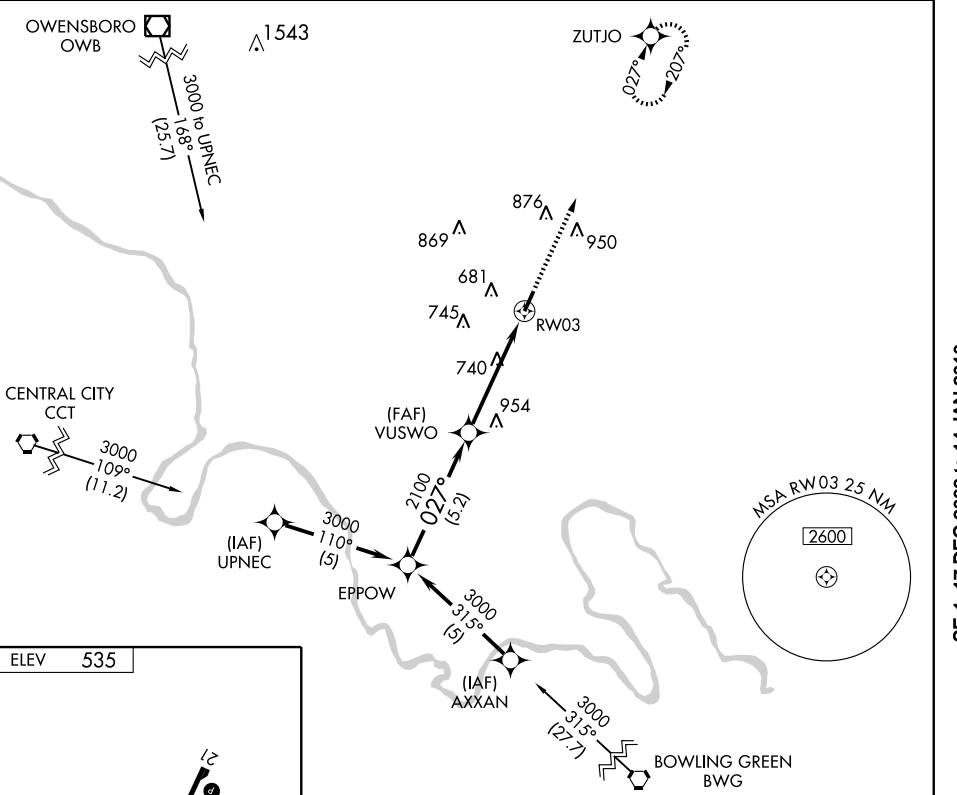 OWENSBORO
OWB
1543
ZUTJO
027°
207°
3000 to UPNEC
168°
(25.7)
876
950
869
681
745
RW03
740
CENTRAL CITY
CCT
3000
109°
(11.2)
(FAF)
VUSWO
954
2100
027°
(5.2)
MSA RW03 25 NM
2600
(IAF)
UPNEC
3000
110°
(5)
EPPOW
3000
315°
(5)
(IAF)
AXXAN
3000
315°
(27.7)
BOWLING GREEN
BWG
ELEV 535
21
P